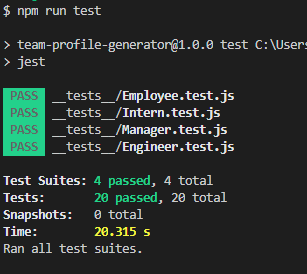 $ npm run test
> team-profile-generator@1.0.0 test C:\Users
> jest
PASS __tests__/Employee.test.js
PASS __tests__/Intern.test.js
PASS __tests__/Manager.test.js
PASS __tests__/Engineer.test.js
Test Suites: 4 passed, 4 total
Tests: 20 passed, 20 total
Snapshots: 0 total
Time: 20.315 s
Ran all test suites.